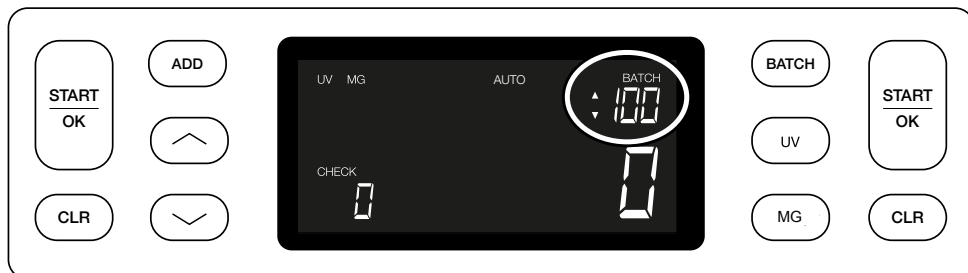 START
OK
ADD
CLR
UV MG AUTO BATCH
100
CHECK
0
0
BATCH
UV
MG
START
OK
CLR